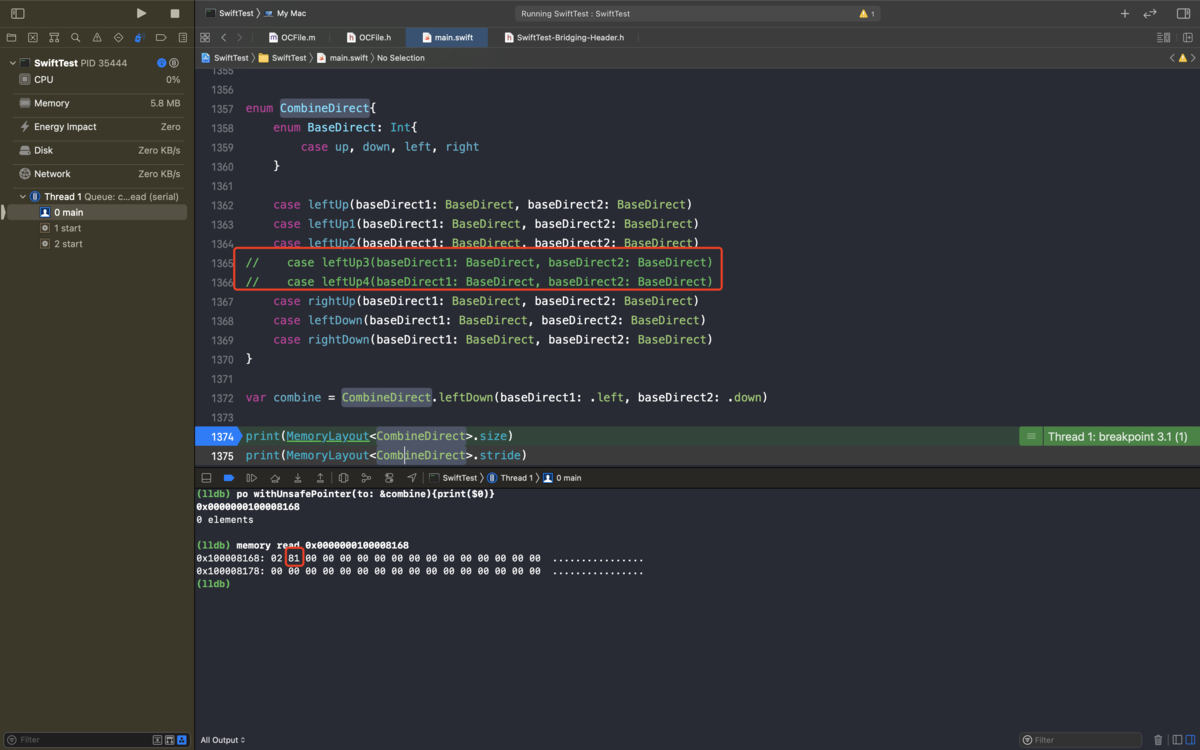 SwiftTest 〉 My Mac
Running SwiftTest : SwiftTest
1
OCFile.m
OCFile.h
main.swift
SwiftTest-Bridging-Header.h
SwiftTest 〉 SwiftTest 〉 main.swift 〉 No Selection
SwiftTest PID 35444
CPU 0%
Memory 5.8 MB
Energy Impact Zero
Disk Zero KB/s
Network Zero KB/s
Thread 1 Queue: c...ead (serial)
0 main
1 start
2 start
1355
1356
1357 enum CombineDirect{
1358 enum BaseDirect: Int{
1359 case up, down, left, right
1360 }
1361
1362 case leftUp(baseDirect1: BaseDirect, baseDirect2: BaseDirect)
1363 case leftUp1(baseDirect1: BaseDirect, baseDirect2: BaseDirect)
1364 case leftUp2(baseDirect1: BaseDirect, baseDirect2: BaseDirect)
1365 // case leftUp3(baseDirect1: BaseDirect, baseDirect2: BaseDirect)
1366 // case leftUp4(baseDirect1: BaseDirect, baseDirect2: BaseDirect)
1367 case rightUp(baseDirect1: BaseDirect, baseDirect2: BaseDirect)
1368 case leftDown(baseDirect1: BaseDirect, baseDirect2: BaseDirect)
1369 case rightDown(baseDirect1: BaseDirect, baseDirect2: BaseDirect)
1370 }
1371
1372 var combine = CombineDirect.leftDown(baseDirect1: .left, baseDirect2: .down)
1373
1374 print(MemoryLayout<CombineDirect>.size) Thread 1: breakpoint 3.1 (1)
1375 print(MemoryLayout<CombineDirect>.stride)
SwiftTest 〉 Thread 1 〉 0 main
(lldb) po withUnsafePointer(to: &combine){print($0)}
0x0000000100008168
0 elements
(lldb) memory read 0x0000000100008168
0x100008168: 02 81 00 00 00 00 00 00 00 00 00 00 00 00 00 00 ................
0x100008178: 00 00 00 00 00 00 00 00 00 00 00 00 00 00 00 00 ................
(lldb)
Filter
All Output
Filter